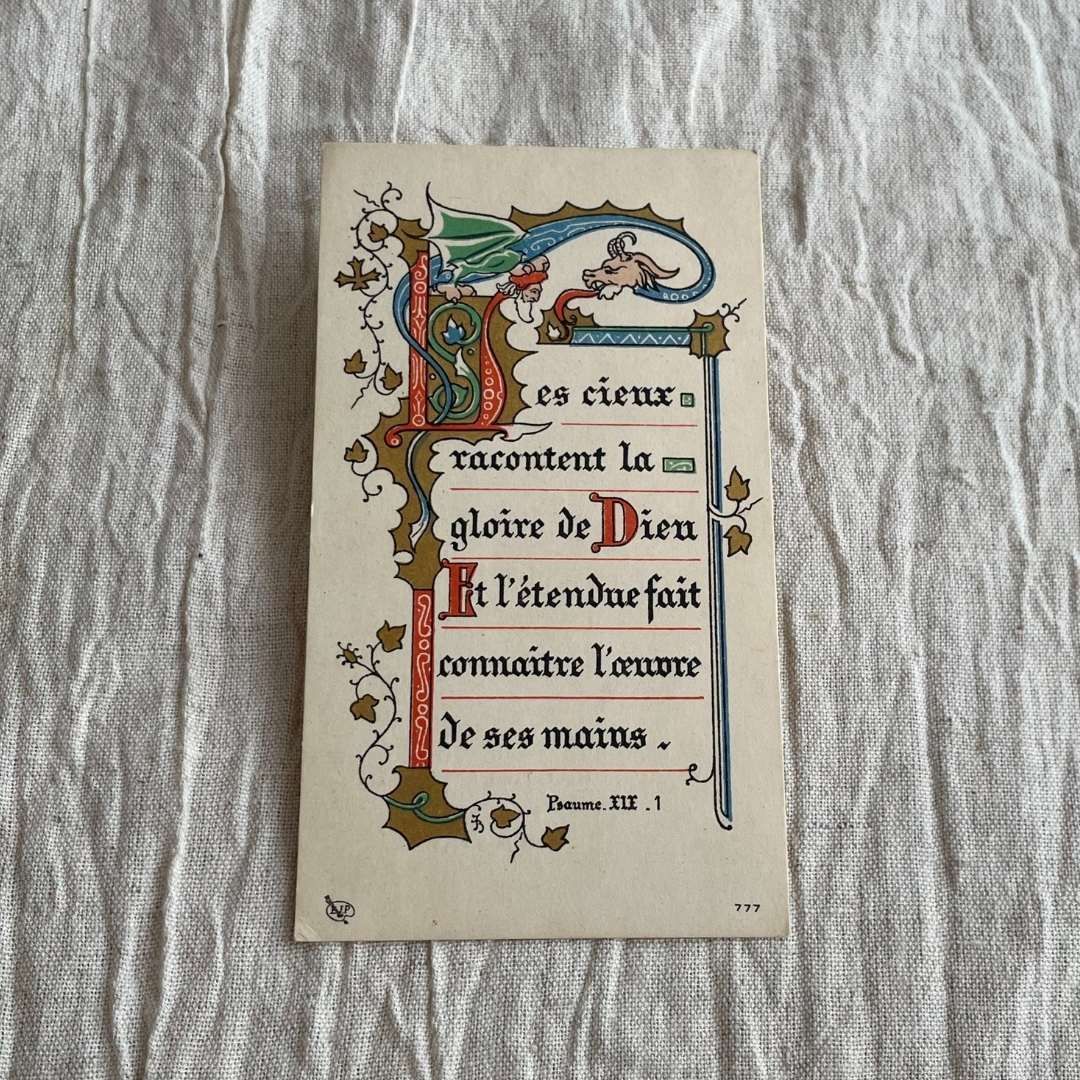 Les cieux
racontent la
gloire de Dieu
Et l'étendue fait
connaître l'œuvre
de ses mains.
Psaume. XIX. 1
777